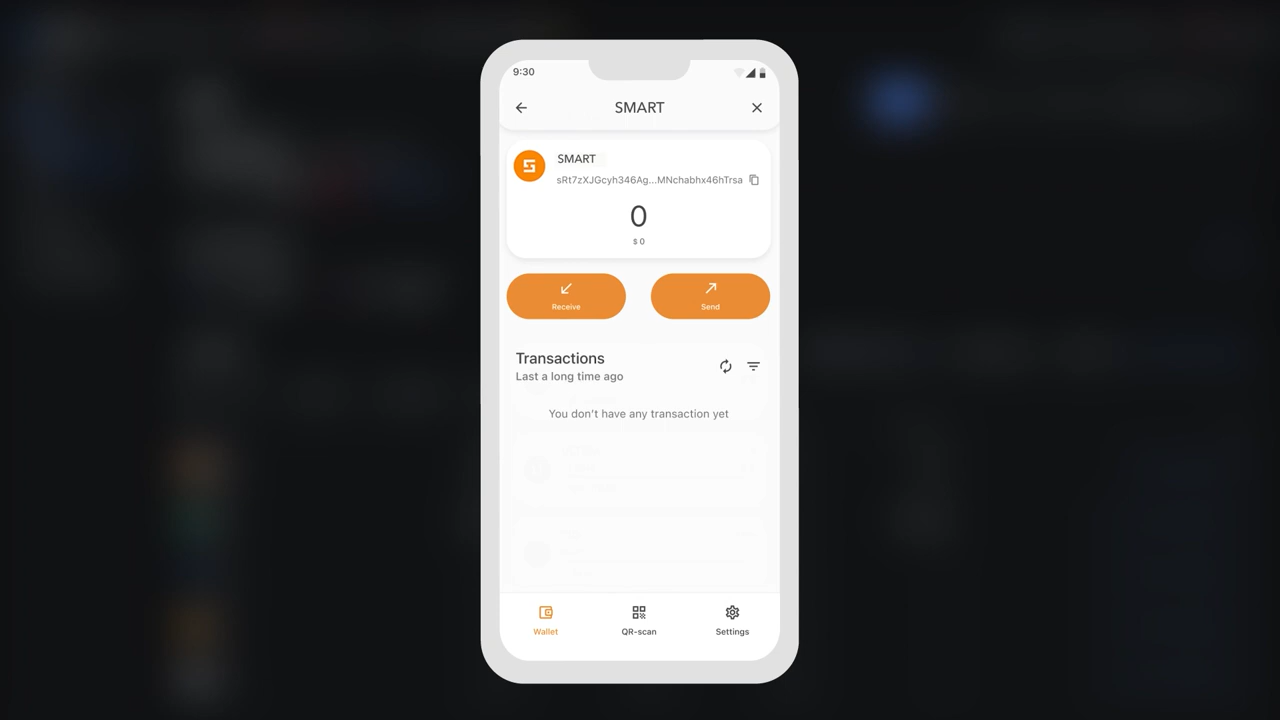 9:30
SMART
SMART
sRt7zXJGcyh346Ag...MNchabhx46hTrsa
0
$ 0
Receive
Send
Transactions
Last a long time ago
You don't have any transaction yet
Wallet
QR-scan
Settings